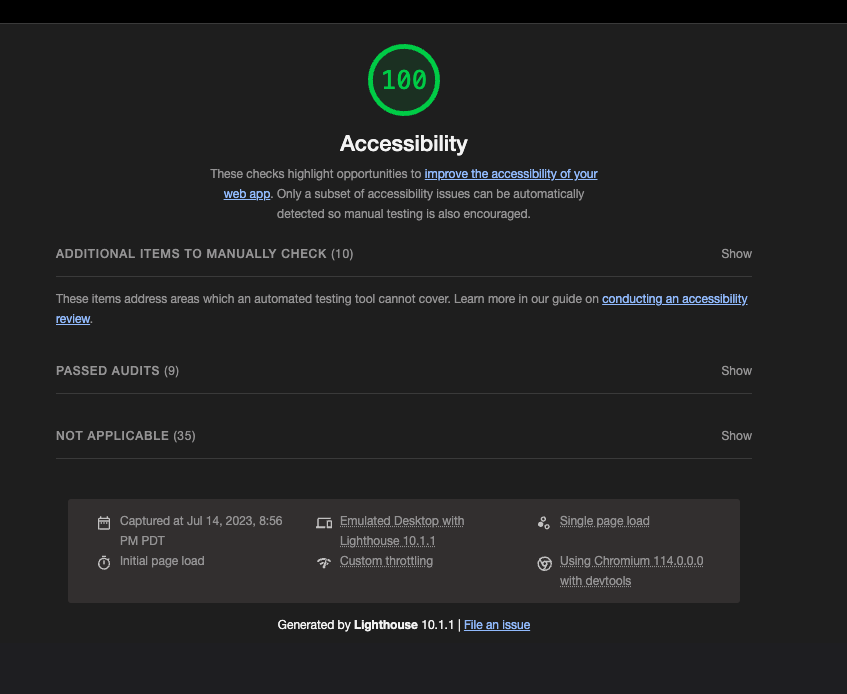 100
Accessibility
These checks highlight opportunities to improve the accessibility of your
web app. Only a subset of accessibility issues can be automatically
detected so manual testing is also encouraged.
ADDITIONAL ITEMS TO MANUALLY CHECK (10) Show
These items address areas which an automated testing tool cannot cover. Learn more in our guide on conducting an accessibility
review.
PASSED AUDITS (9) Show
NOT APPLICABLE (35) Show
Captured at Jul 14, 2023, 8:56
PM PDT
Emulated Desktop with
Lighthouse 10.1.1
Single page load
Initial page load
Custom throttling
Using Chromium 114.0.0.0
with devtools
Generated by Lighthouse 10.1.1 | File an issue